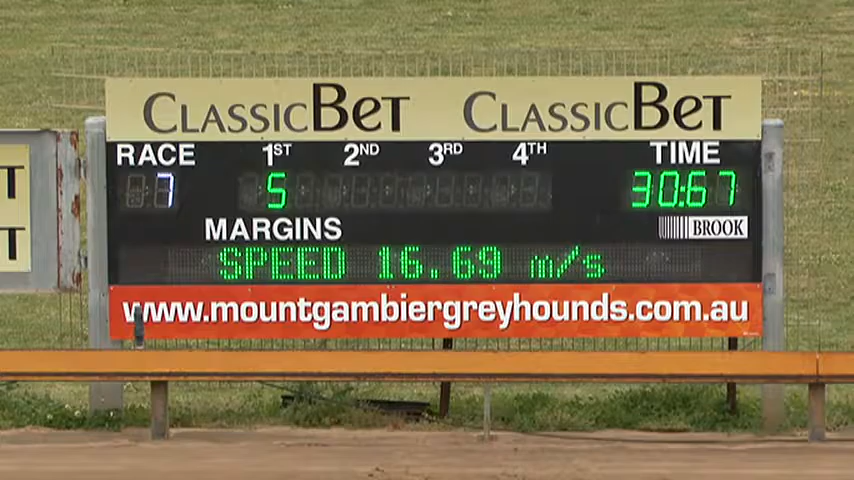 CLASSICBET CLASSICBET
RACE 1ST 2ND 3RD 4TH TIME
7 5 30:67
MARGINS BROOK
SPEED 16.69 m/s
www.mountgambiergreyhounds.com.au
T
T